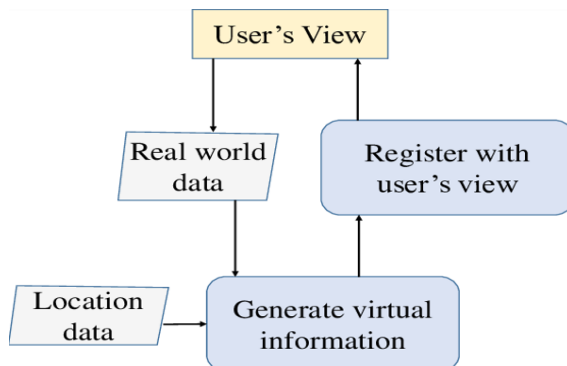 User’s View
Real world
data
Register with
user’s view
Location
data
Generate virtual
information